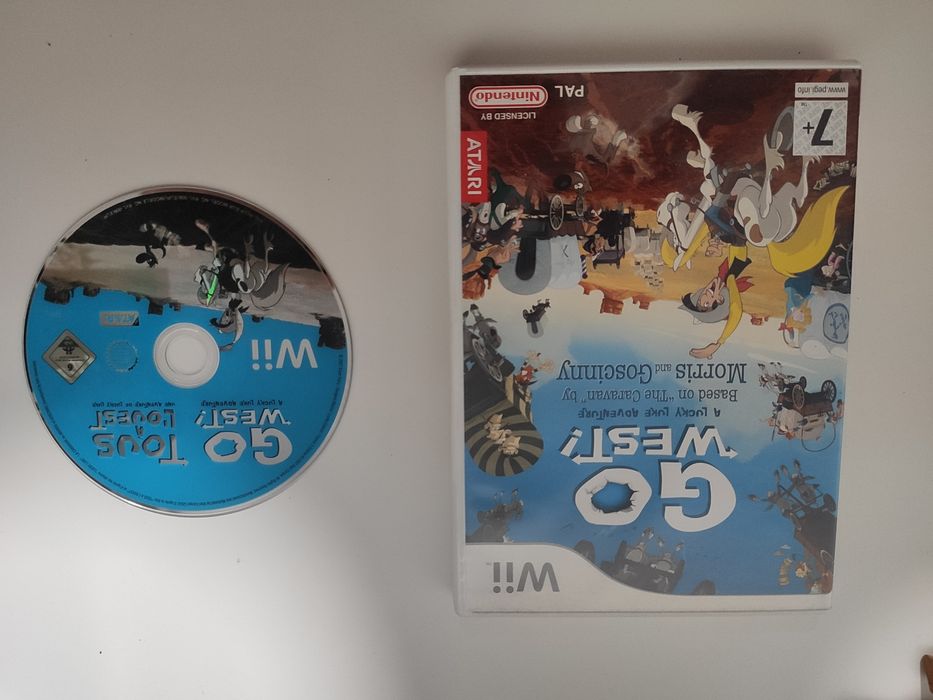 Wii
GO
WEST!
A LUCKY LUKE ADVENTURE
Based on "The Caravan" by
Morris and Goscinny
ATARI
7+
www.pegi.info
LICENSED BY
Nintendo
PAL
GO
WEST!
A LUCKY LUKE ADVENTURE
TOUS
A
L'OUEST
UNE AVENTURE DE LUCKY LUKE
Wii
ATARI